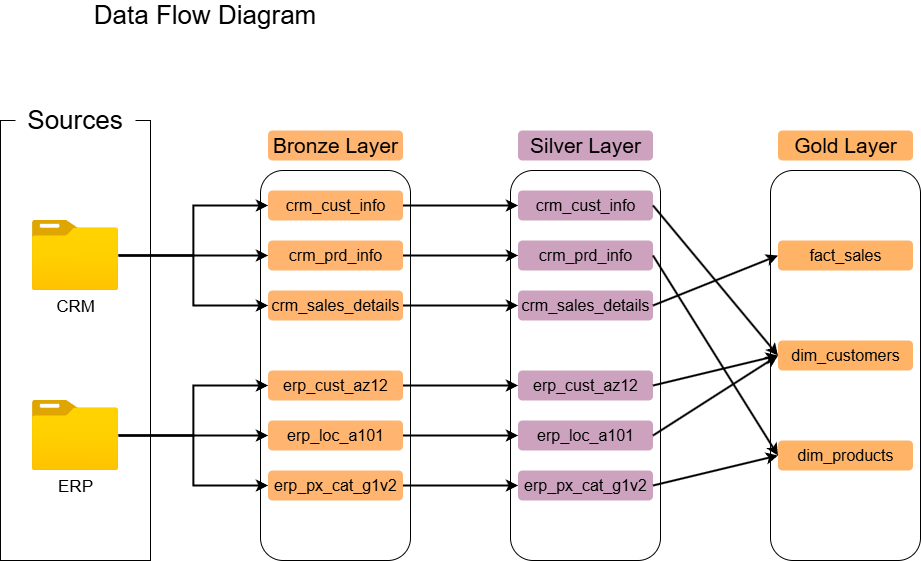 Data Flow Diagram
Sources
CRM
ERP
Bronze Layer
crm_cust_info
crm_prd_info
crm_sales_details
erp_cust_az12
erp_loc_a101
erp_px_cat_g1v2
Silver Layer
crm_cust_info
crm_prd_info
crm_sales_details
erp_cust_az12
erp_loc_a101
erp_px_cat_g1v2
Gold Layer
fact_sales
dim_customers
dim_products